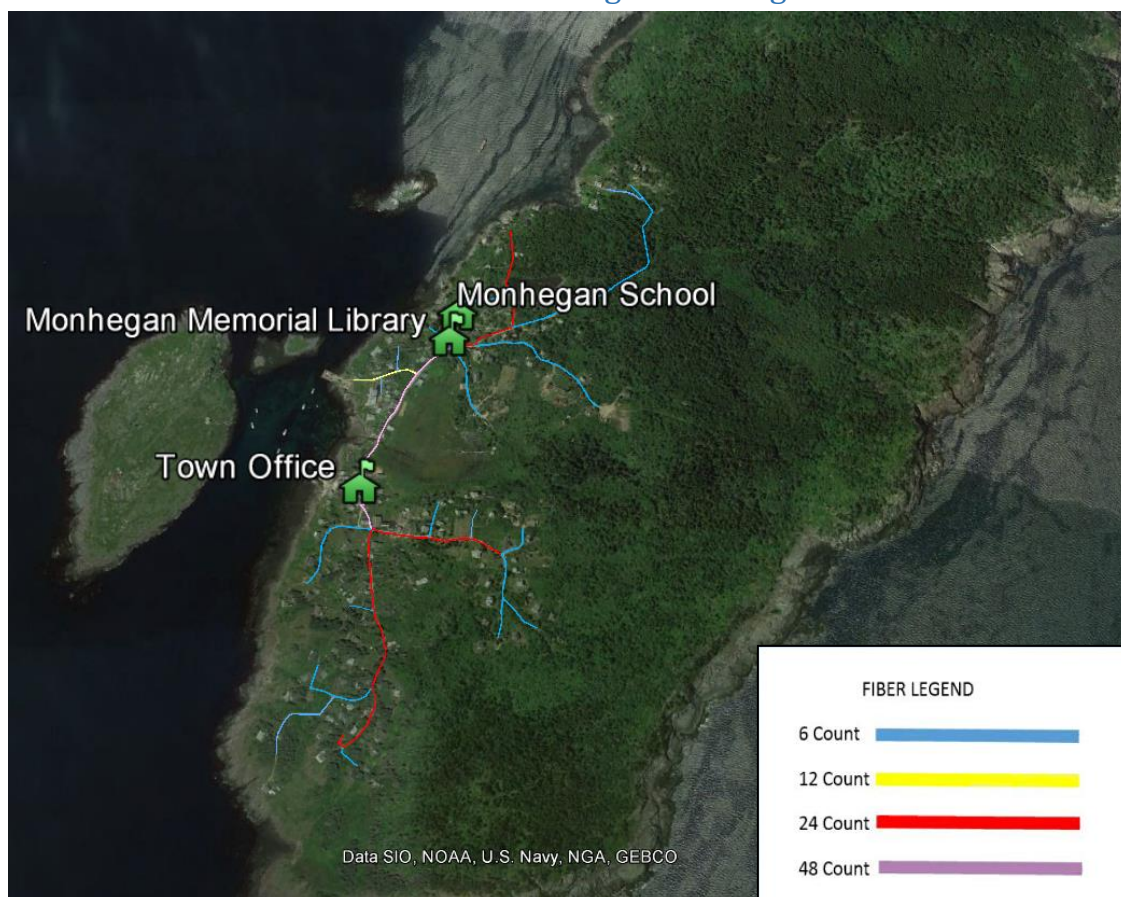 Monhegan School
Monhegan Memorial Library
Town Office
Data SIO, NOAA, U.S. Navy, NGA, GEBCO
FIBER LEGEND
6 Count
12 Count
24 Count
48 Count